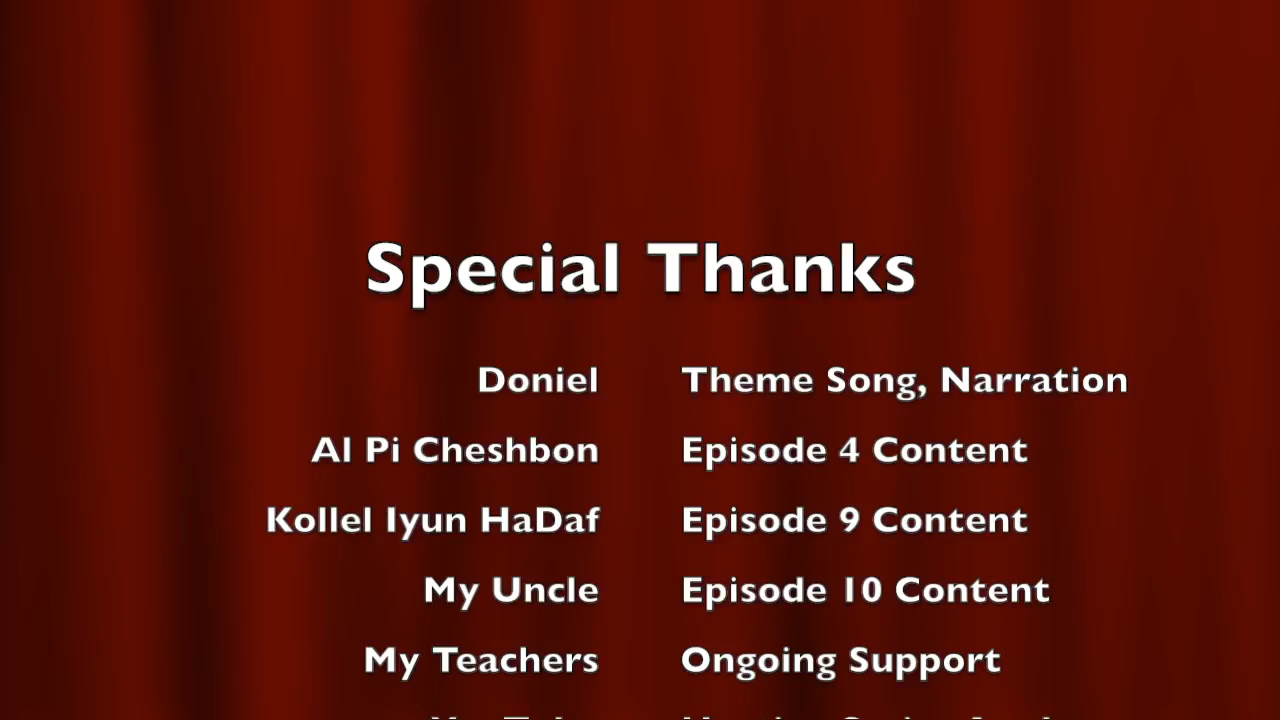 Special Thanks
Doniel Theme Song, Narration
Al Pi Cheshbon Episode 4 Content
Kollel Iyun HaDaf Episode 9 Content
My Uncle Episode 10 Content
My Teachers Ongoing Support